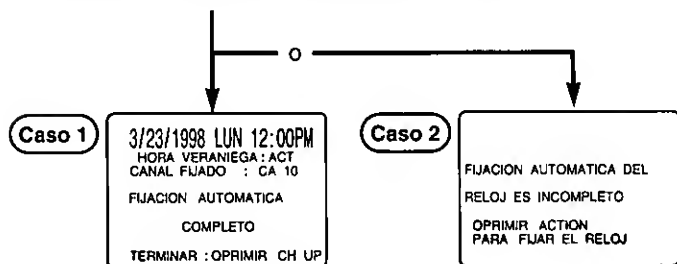 O
Caso 1
3/23/1998 LUN 12:00PM
HORA VERANIEGA : ACT
CANAL FIJADO : CA 10
FIJACION AUTOMATICA
COMPLETO
TERMINAR : OPRIMIR CH UP
Caso 2
FIJACION AUTOMATICA DEL
RELOJ ES INCOMPLETO
OPRIMIR ACTION
PARA FIJAR EL RELOJ